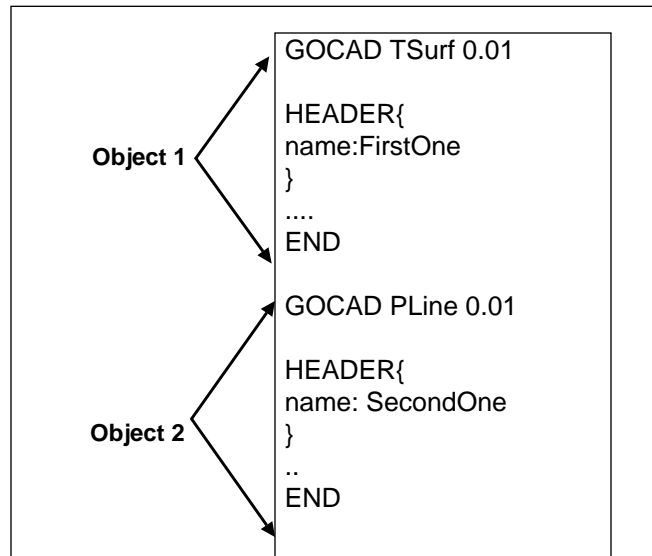 GOCAD TSurf 0.01
HEADER{
name:FirstOne
}
....
END
Object 1
GOCAD PLine 0.01
HEADER{
name: SecondOne
}
..
END
Object 2